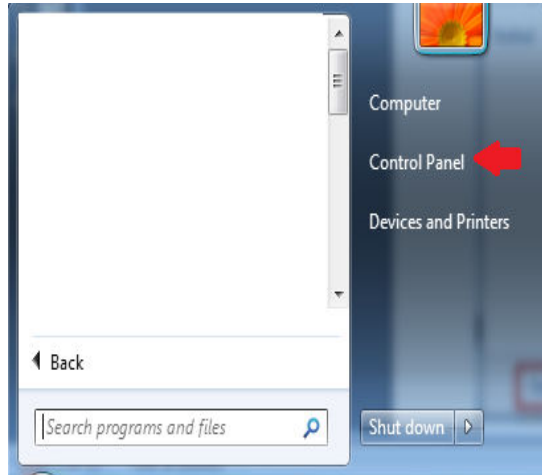 Computer
Control Panel
Devices and Printers
Back
Search programs and files
Shut down